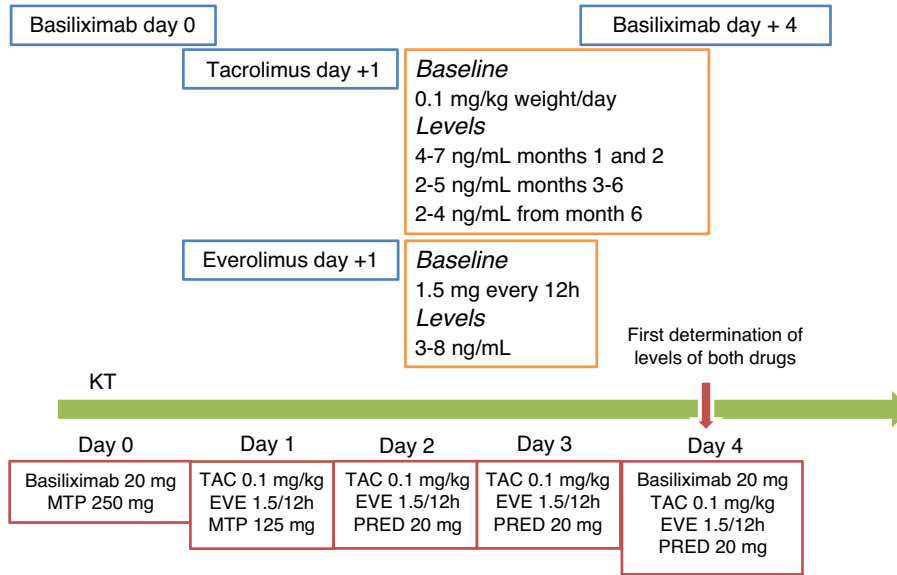 Basiliximab day 0
Basiliximab day + 4
Tacrolimus day +1
Baseline
0.1 mg/kg weight/day
Levels
4-7 ng/mL months 1 and 2
2-5 ng/mL months 3-6
2-4 ng/mL from month 6
Everolimus day +1
Baseline
1.5 mg every 12h
Levels
3-8 ng/mL
First determination of
levels of both drugs
KT
Day 0
Basiliximab 20 mg
MTP 250 mg
Day 1
TAC 0.1 mg/kg
EVE 1.5/12h
MTP 125 mg
Day 2
TAC 0.1 mg/kg
EVE 1.5/12h
PRED 20 mg
Day 3
TAC 0.1 mg/kg
EVE 1.5/12h
PRED 20 mg
Day 4
Basiliximab 20 mg
TAC 0.1 mg/kg
EVE 1.5/12h
PRED 20 mg